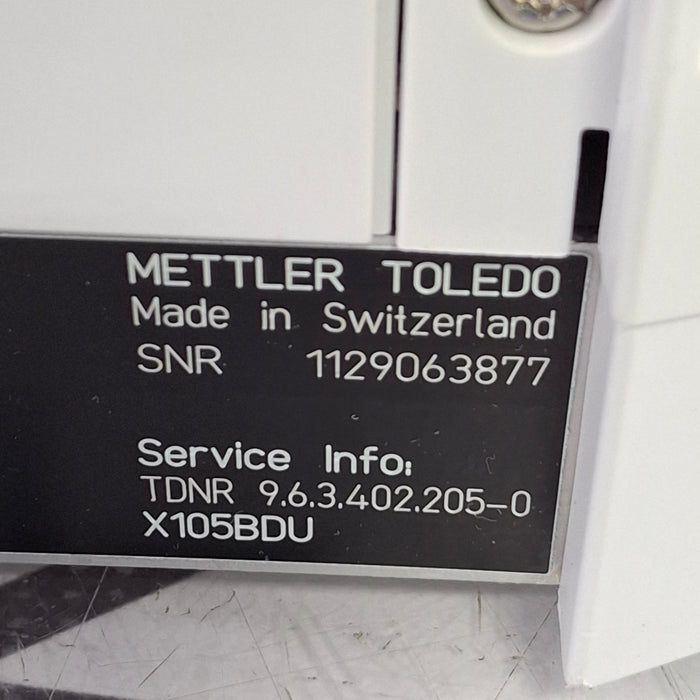 METTLER TOLEDO
Made in Switzerland
SNR 1129063877
Service Info:
TDNR 9.6.3.402.205-0
X105BDU